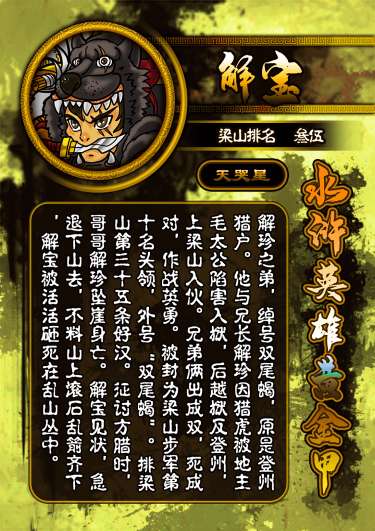 解宝
梁山排名 叁伍
天哭星
水浒英雄黄金甲
解珍之弟，绰号双尾蝎，原是登州
猎户。他与兄长解珍因猎虎被地主
毛太公陷害入狱，后越狱及登州，
上梁山入伙。兄弟俩出成双，死成
对，作战英勇。被封为梁山步军第
十名头领，外号“双尾蝎”。排梁
山第三十五条好汉。征讨方腊时，
哥哥解珍坠崖身亡。解宝见状，急
退下山去，不料山上滚石乱箭齐下
，解宝被活活砸死在乱山丛中。